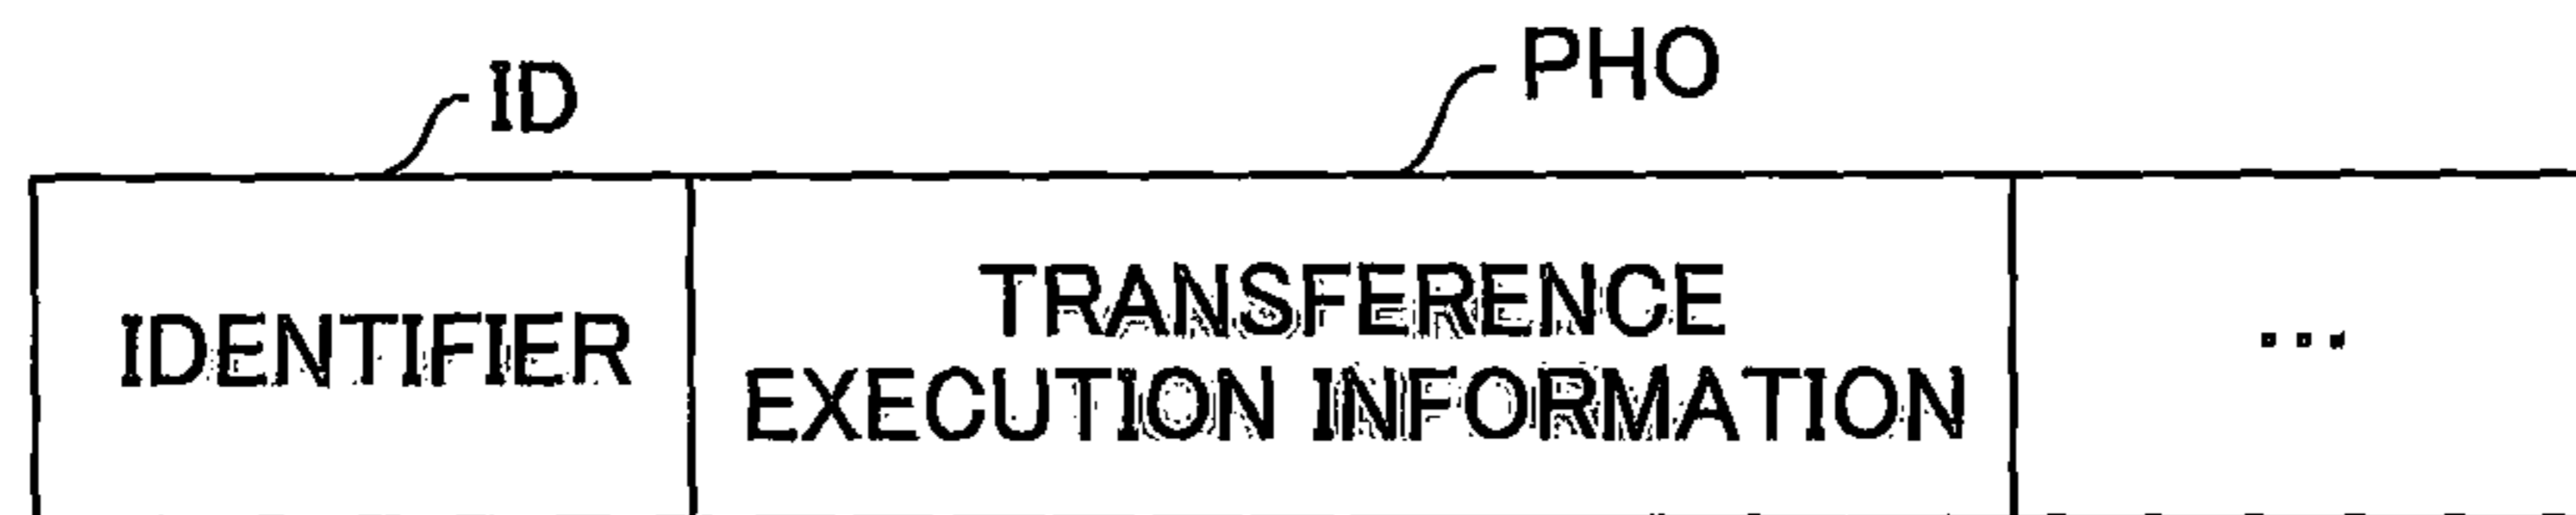 ID
PHO
IDENTIFIER
TRANSFERENCE
EXECUTION INFORMATION
...